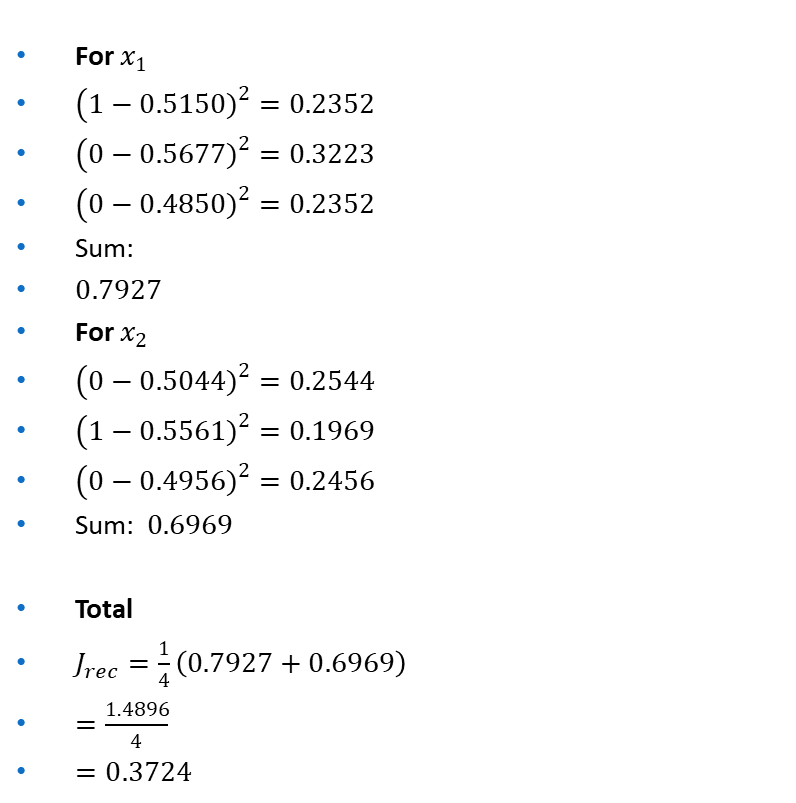 • For x₁
• (1 − 0.5150)² = 0.2352
• (0 − 0.5677)² = 0.3223
• (0 − 0.4850)² = 0.2352
• Sum:
• 0.7927
• For x₂
• (0 − 0.5044)² = 0.2544
• (1 − 0.5561)² = 0.1969
• (0 − 0.4956)² = 0.2456
• Sum: 0.6969
• Total
• J_rec = 1/4 (0.7927 + 0.6969)
• = 1.4896/4
• = 0.3724